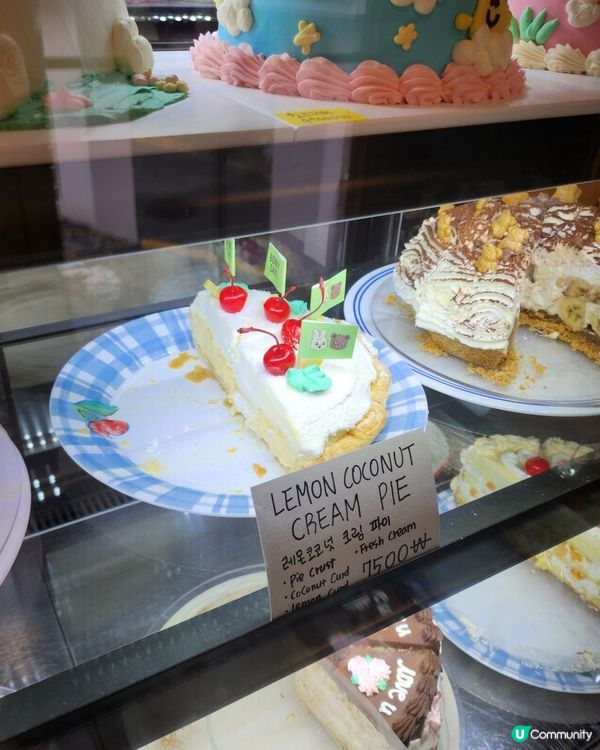 LEMON COCONUT
CREAM PIE
레몬코코넛 크림 파이
• Pie Crust • Fresh Cream
• Coconut Curd 7500₩
• Lemon Curd
love u
U Community